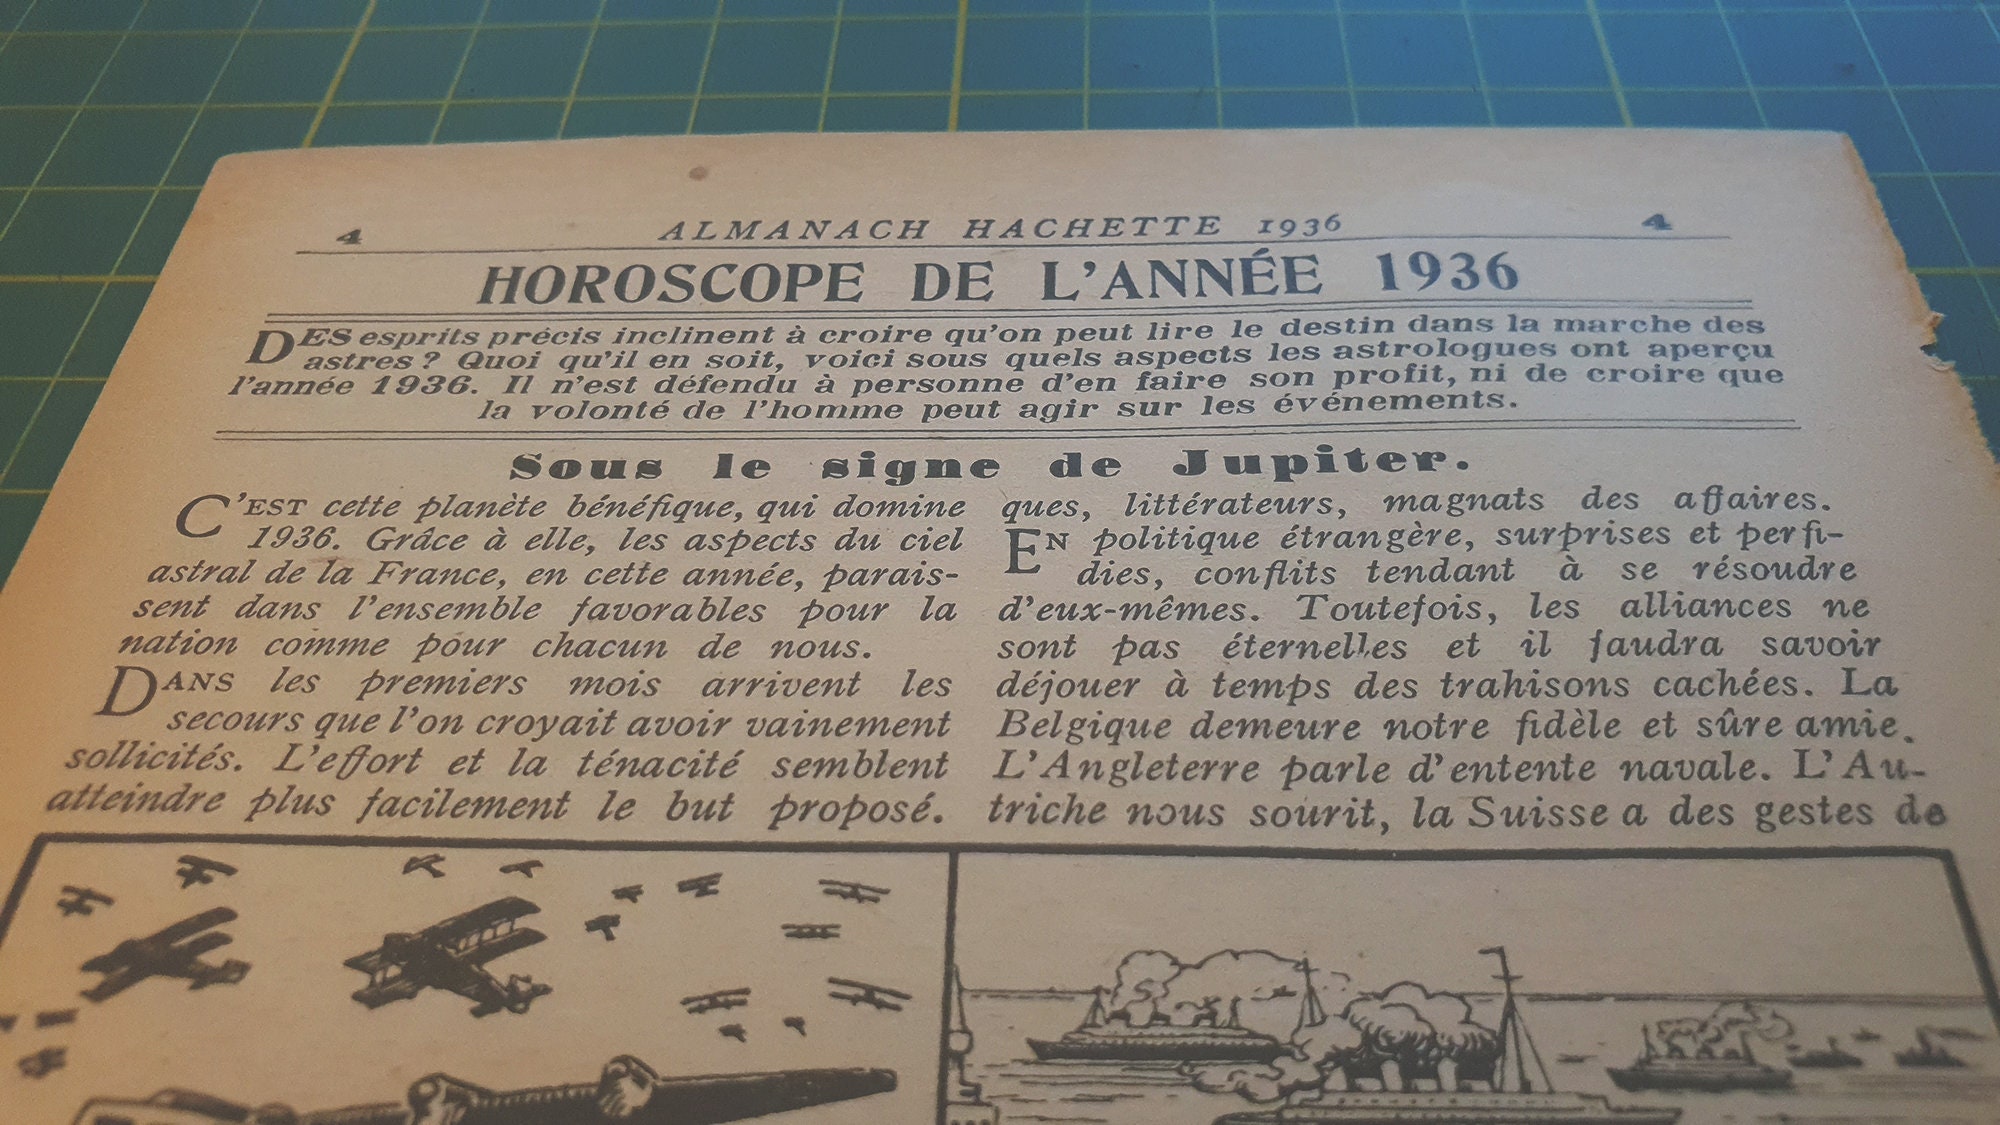 4 ALMANACH HACHETTE 1936 4
HOROSCOPE DE L'ANNÉE 1936
DES esprits précis inclinent à croire qu'on peut lire le destin dans la marche des
astres ? Quoi qu'il en soit, voici sous quels aspects les astrologues ont aperçu
l'année 1936. Il n'est défendu à personne d'en faire son profit, ni de croire que
la volonté de l'homme peut agir sur les événements.
Sous le signe de Jupiter.
C'EST cette planète bénéfique, qui domine
1936. Grâce à elle, les aspects du ciel
astral de la France, en cette année, parais-
sent dans l'ensemble favorables pour la
nation comme pour chacun de nous.
DANS les premiers mois arrivent les
secours que l'on croyait avoir vainement
sollicités. L'effort et la ténacité semblent
atteindre plus facilement le but proposé.
ques, littérateurs, magnats des affaires.
EN politique étrangère, surprises et perfi-
dies, conflits tendant à se résoudre
d'eux-mêmes. Toutefois, les alliances ne
sont pas éternelles et il faudra savoir
déjouer à temps des trahisons cachées. La
Belgique demeure notre fidèle et sûre amie.
L'Angleterre parle d'entente navale. L'Au-
triche nous sourit, la Suisse a des gestes de